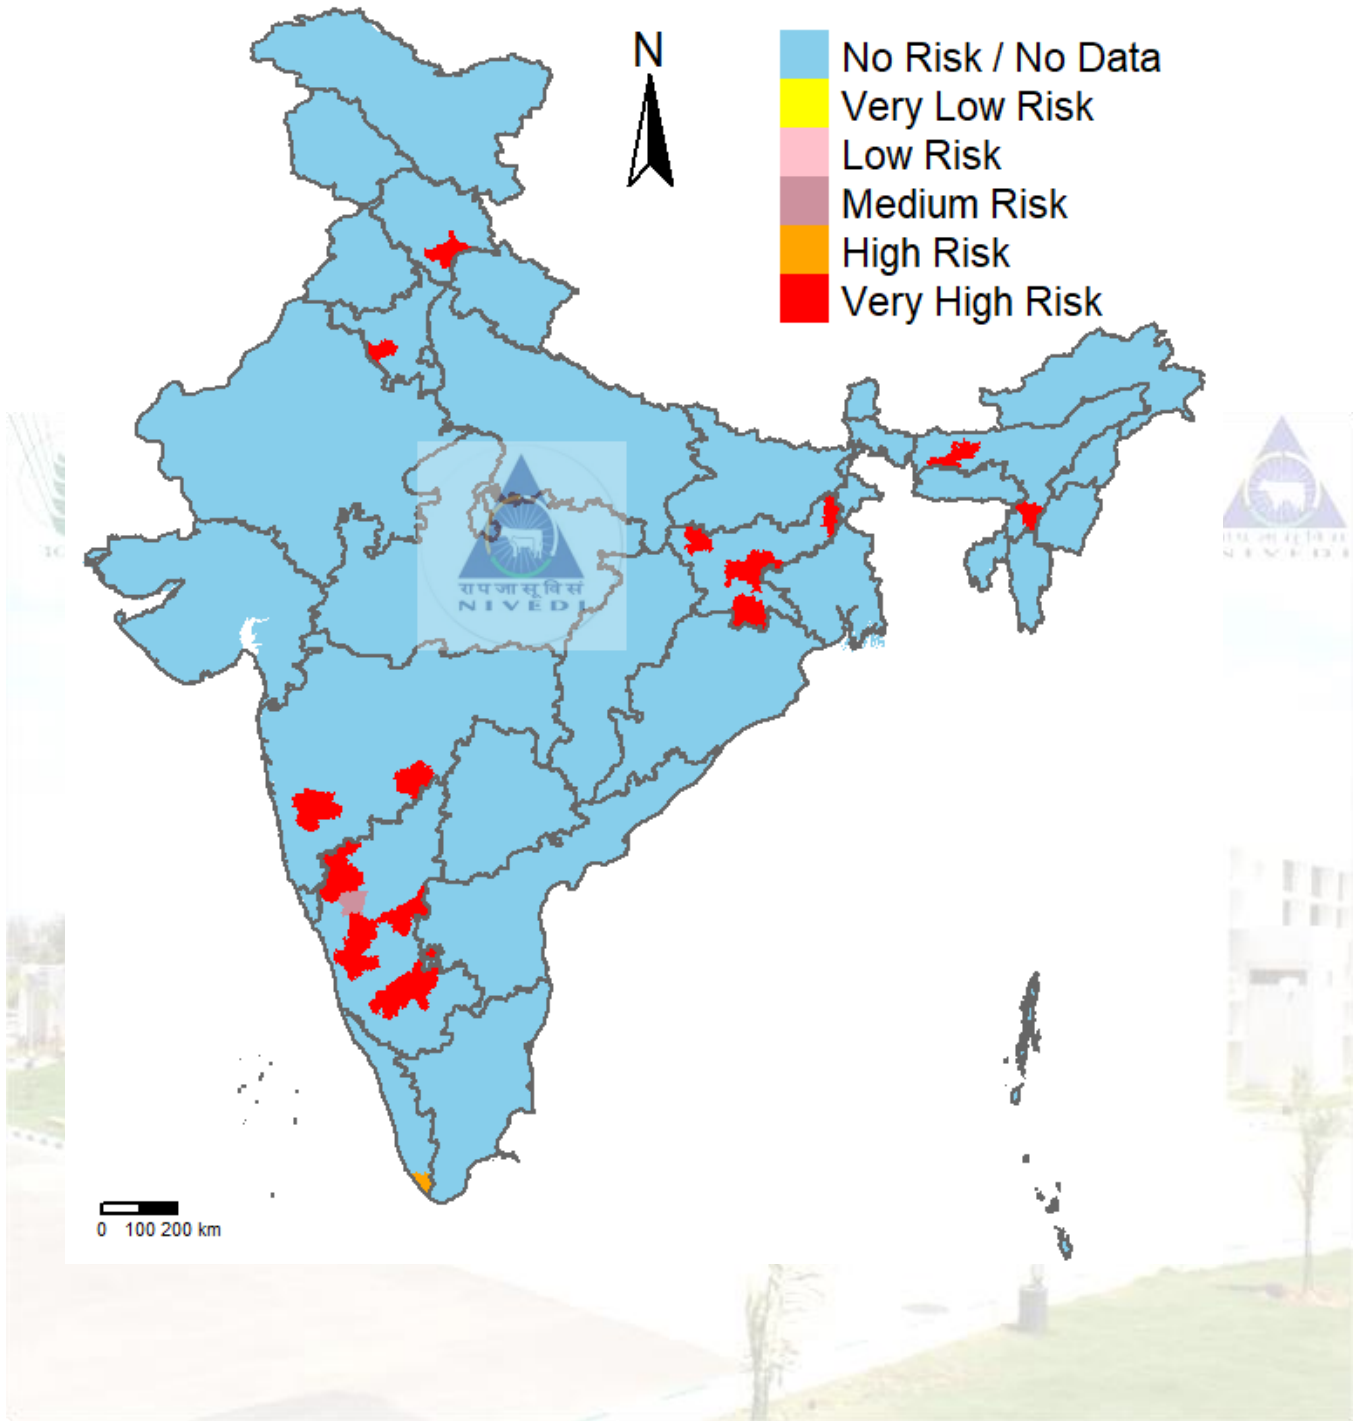 N
No Risk / No Data
Very Low Risk
Low Risk
Medium Risk
High Risk
Very High Risk
रा प जा सू वि सं
NIVEDI
NIVEDI
0 100 200 km